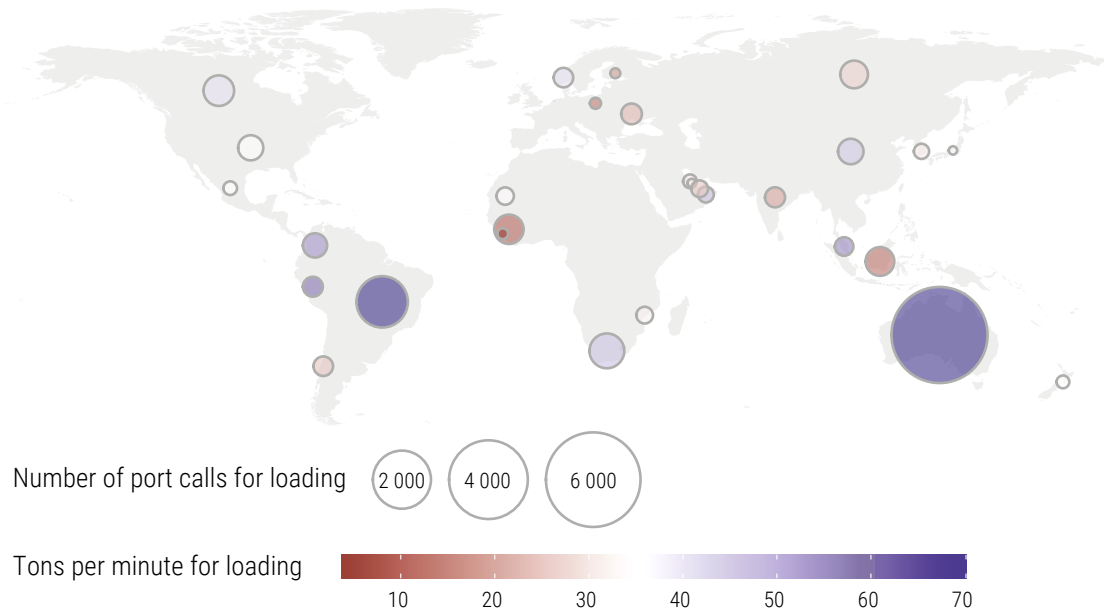 Number of port calls for loading 2 000 4 000 6 000
Tons per minute for loading
10 20 30 40 50 60 70